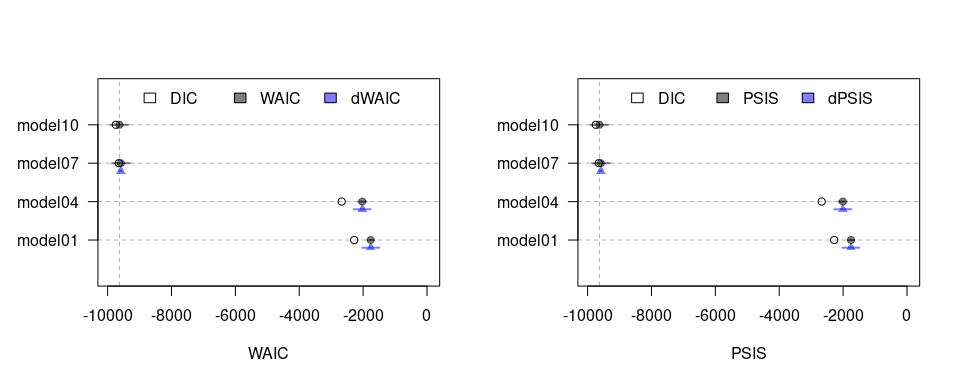 DIC WAIC dWAIC
model10
model07
model04
model01
-10000 -8000 -6000 -4000 -2000 0
WAIC
DIC PSIS dPSIS
model10
model07
model04
model01
-10000 -8000 -6000 -4000 -2000 0
PSIS